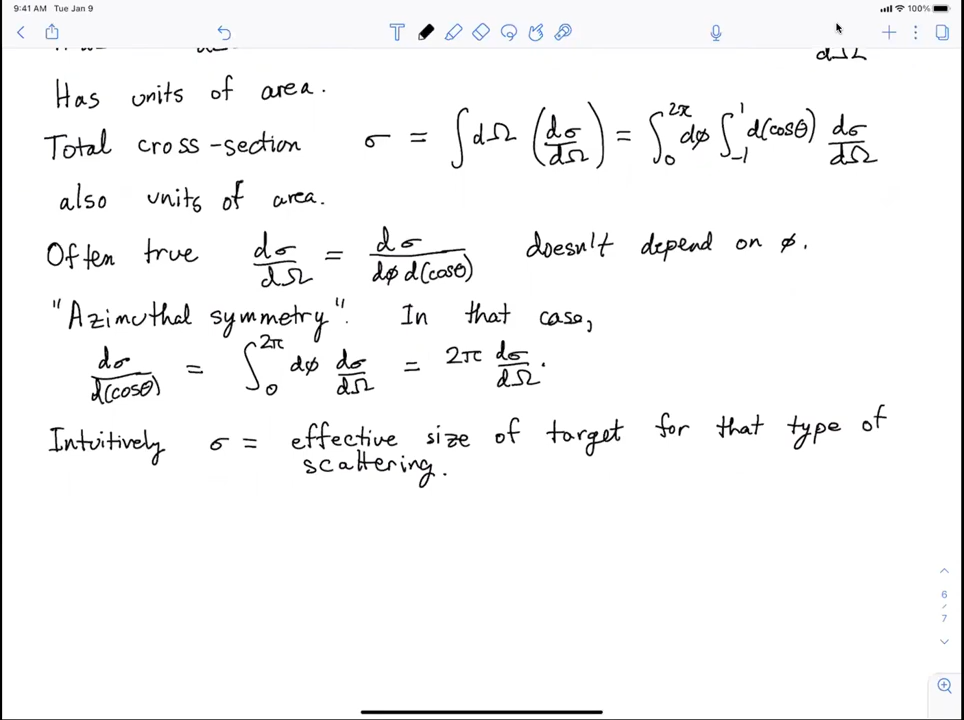 9:41 AM Tue Jan 9
100%
dΩ
Has units of area.
Total cross-section σ = ∫dΩ (dσ/dΩ) = ∫₀^2π dϕ ∫₋₁^1 d(cosθ) dσ/dΩ
also units of area.
Often true dσ/dΩ = dσ/dϕ d(cosθ) doesn't depend on ϕ.
"Azimuthal symmetry". In that case,
dσ/d(cosθ) = ∫₀^2π dϕ dσ/dΩ = 2π dσ/dΩ.
Intuitively σ = effective size of target for that type of
scattering.
6
/
7